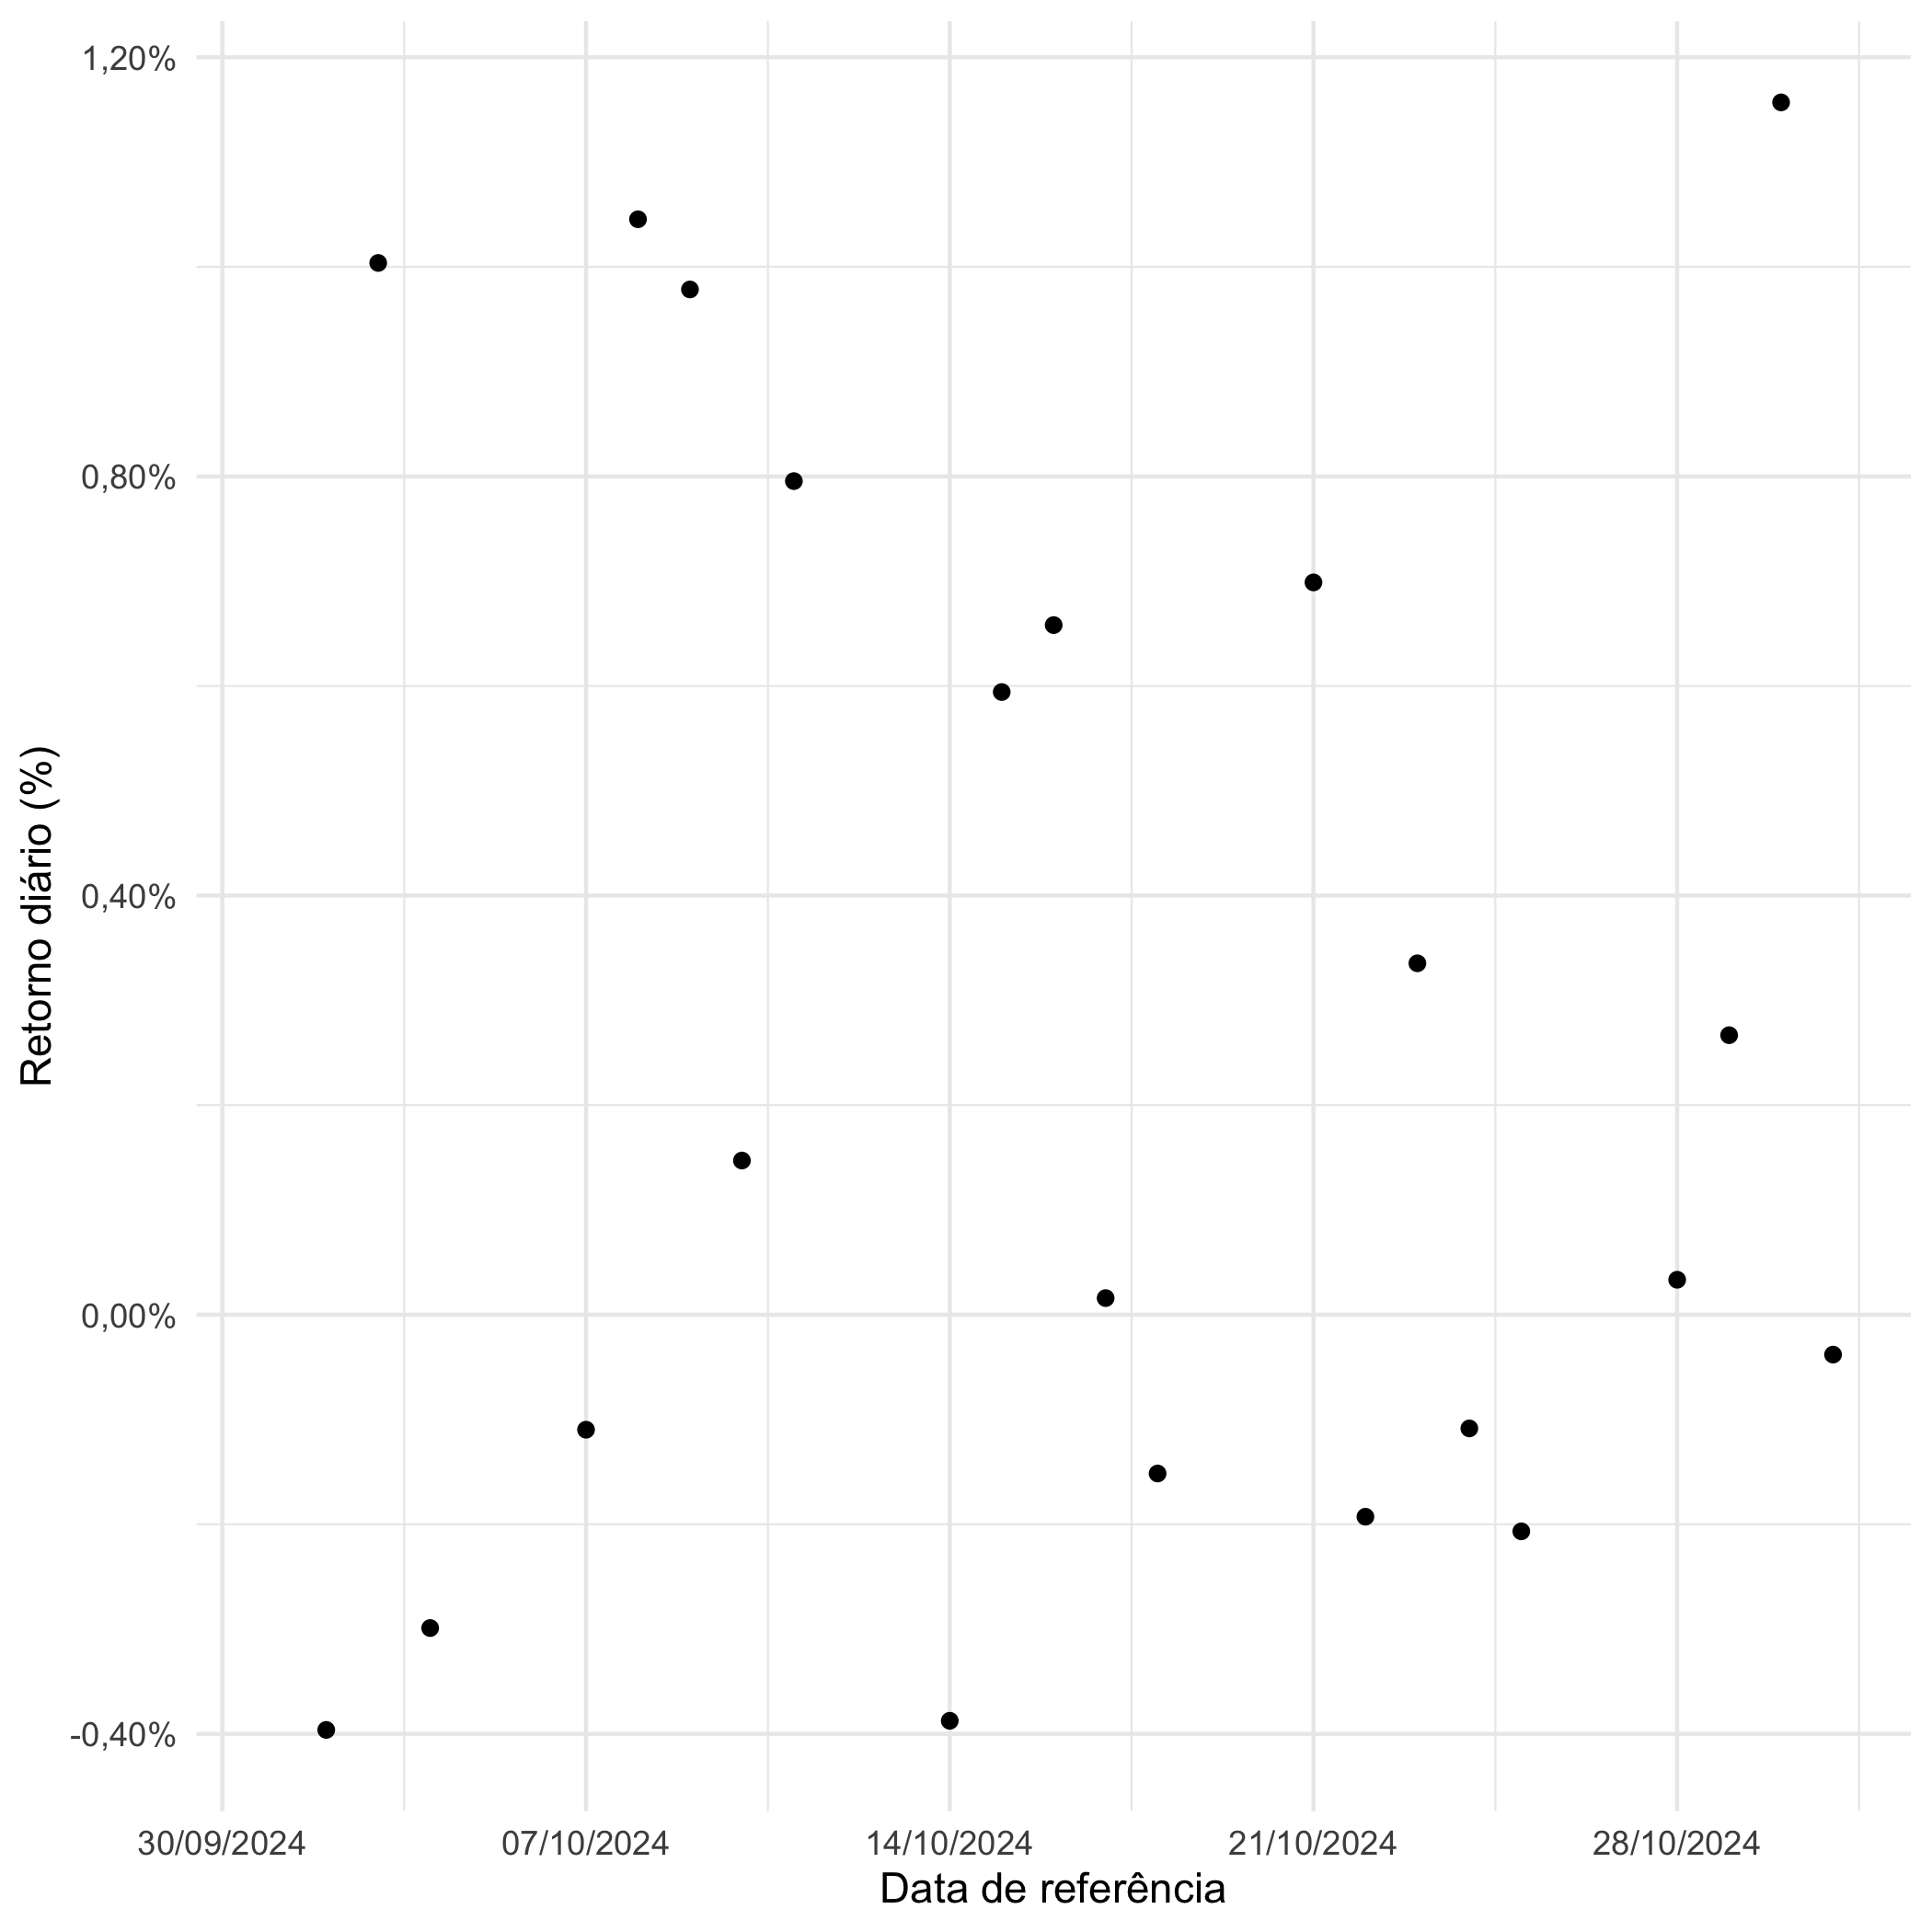 1,20%
0,80%
0,40%
0,00%
-0,40%
Retorno diário (%)
30/09/2024 07/10/2024 14/10/2024 21/10/2024 28/10/2024
Data de referência